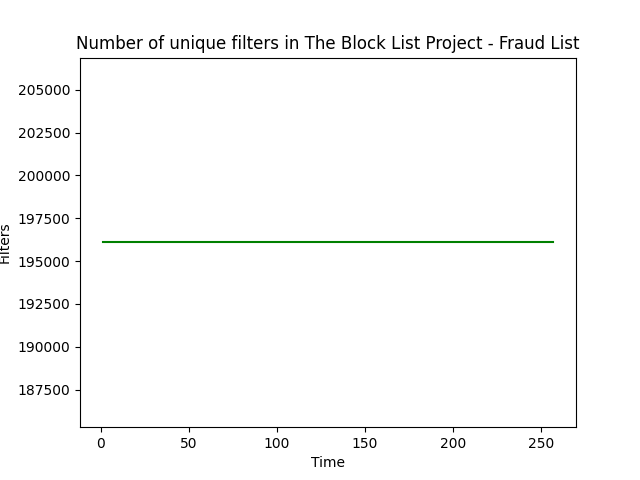 Number of unique filters in The Block List Project - Fraud List
205000
202500
200000
197500
195000
192500
190000
187500
Filters
0 50 100 150 200 250
Time